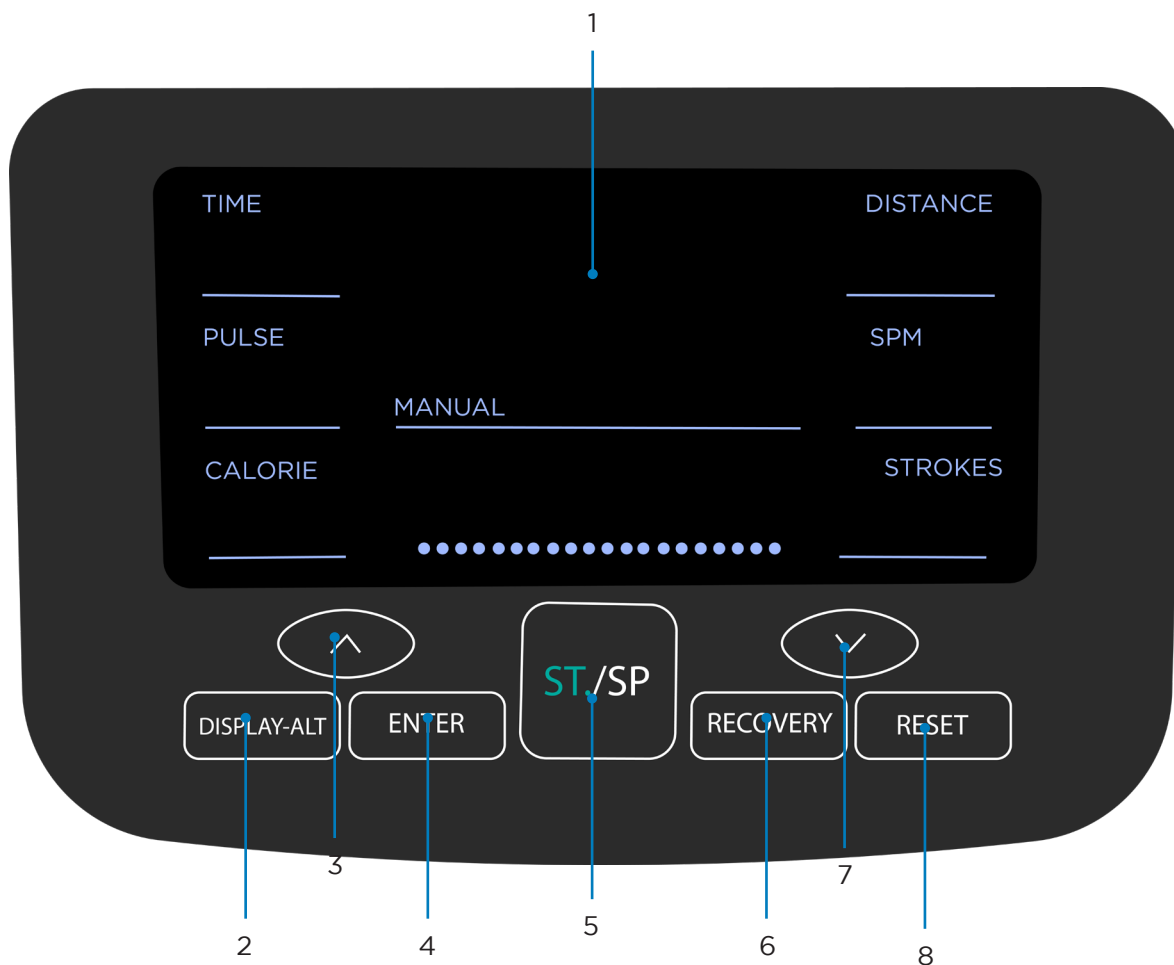 1
TIME
DISTANCE
PULSE
SPM
MANUAL
CALORIE
STROKES
ST./SP
DISPLAY-ALT
ENTER
RECOVERY
RESET
3
7
5
2
4
6
8